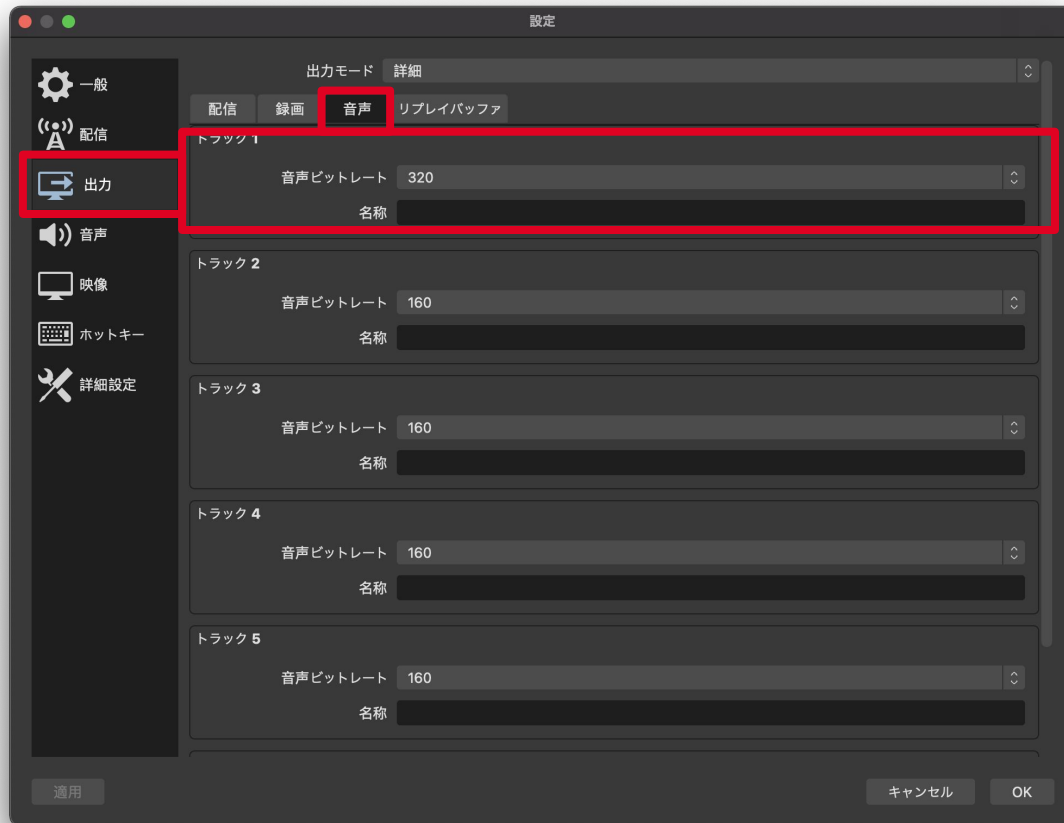 設定
一般
配信
出力
音声
映像
ホットキー
詳細設定
出力モード 詳細
配信 録画 音声 リプレイバッファ
トラック 1
音声ビットレート 320
名称
トラック 2
音声ビットレート 160
名称
トラック 3
音声ビットレート 160
名称
トラック 4
音声ビットレート 160
名称
トラック 5
音声ビットレート 160
名称
適用 キャンセル OK